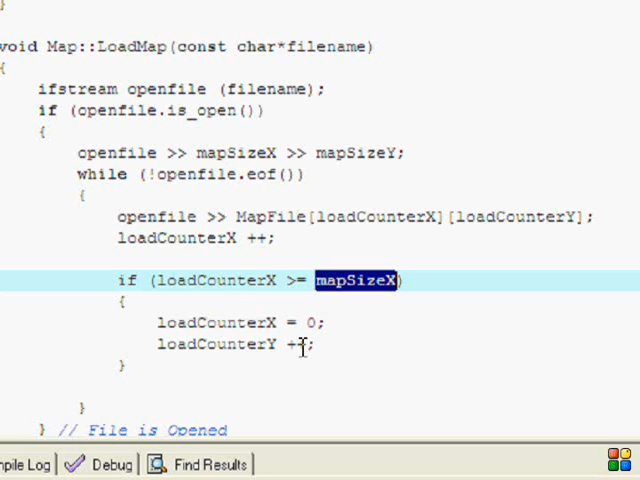 }
void Map::LoadMap(const char*filename)
{
ifstream openfile (filename);
if (openfile.is_open())
{
openfile >> mapSizeX >> mapSizeY;
while (!openfile.eof())
{
openfile >> MapFile[loadCounterX][loadCounterY];
loadCounterX ++;
if (loadCounterX >= mapSizeX)
{
loadCounterX = 0;
loadCounterY ++;
}
}
} // File is Opened
mpile Log Debug Find Results